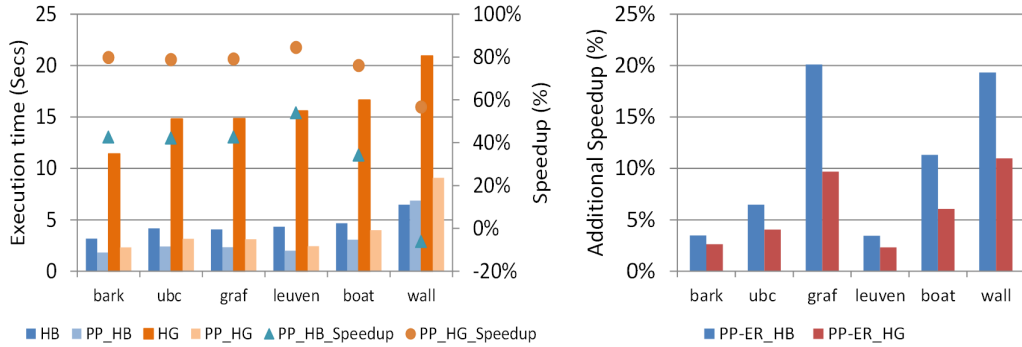 Execution time (Secs)
25
20
15
10
5
0
100%
80%
60%
40%
20%
0%
-20%
Speedup (%)
bark ubc graf leuven boat wall
HB PP_HB HG PP_HG PP_HB_Speedup PP_HG_Speedup
Additional Speedup (%)
25%
20%
15%
10%
5%
0%
bark ubc graf leuven boat wall
PP-ER_HB PP-ER_HG